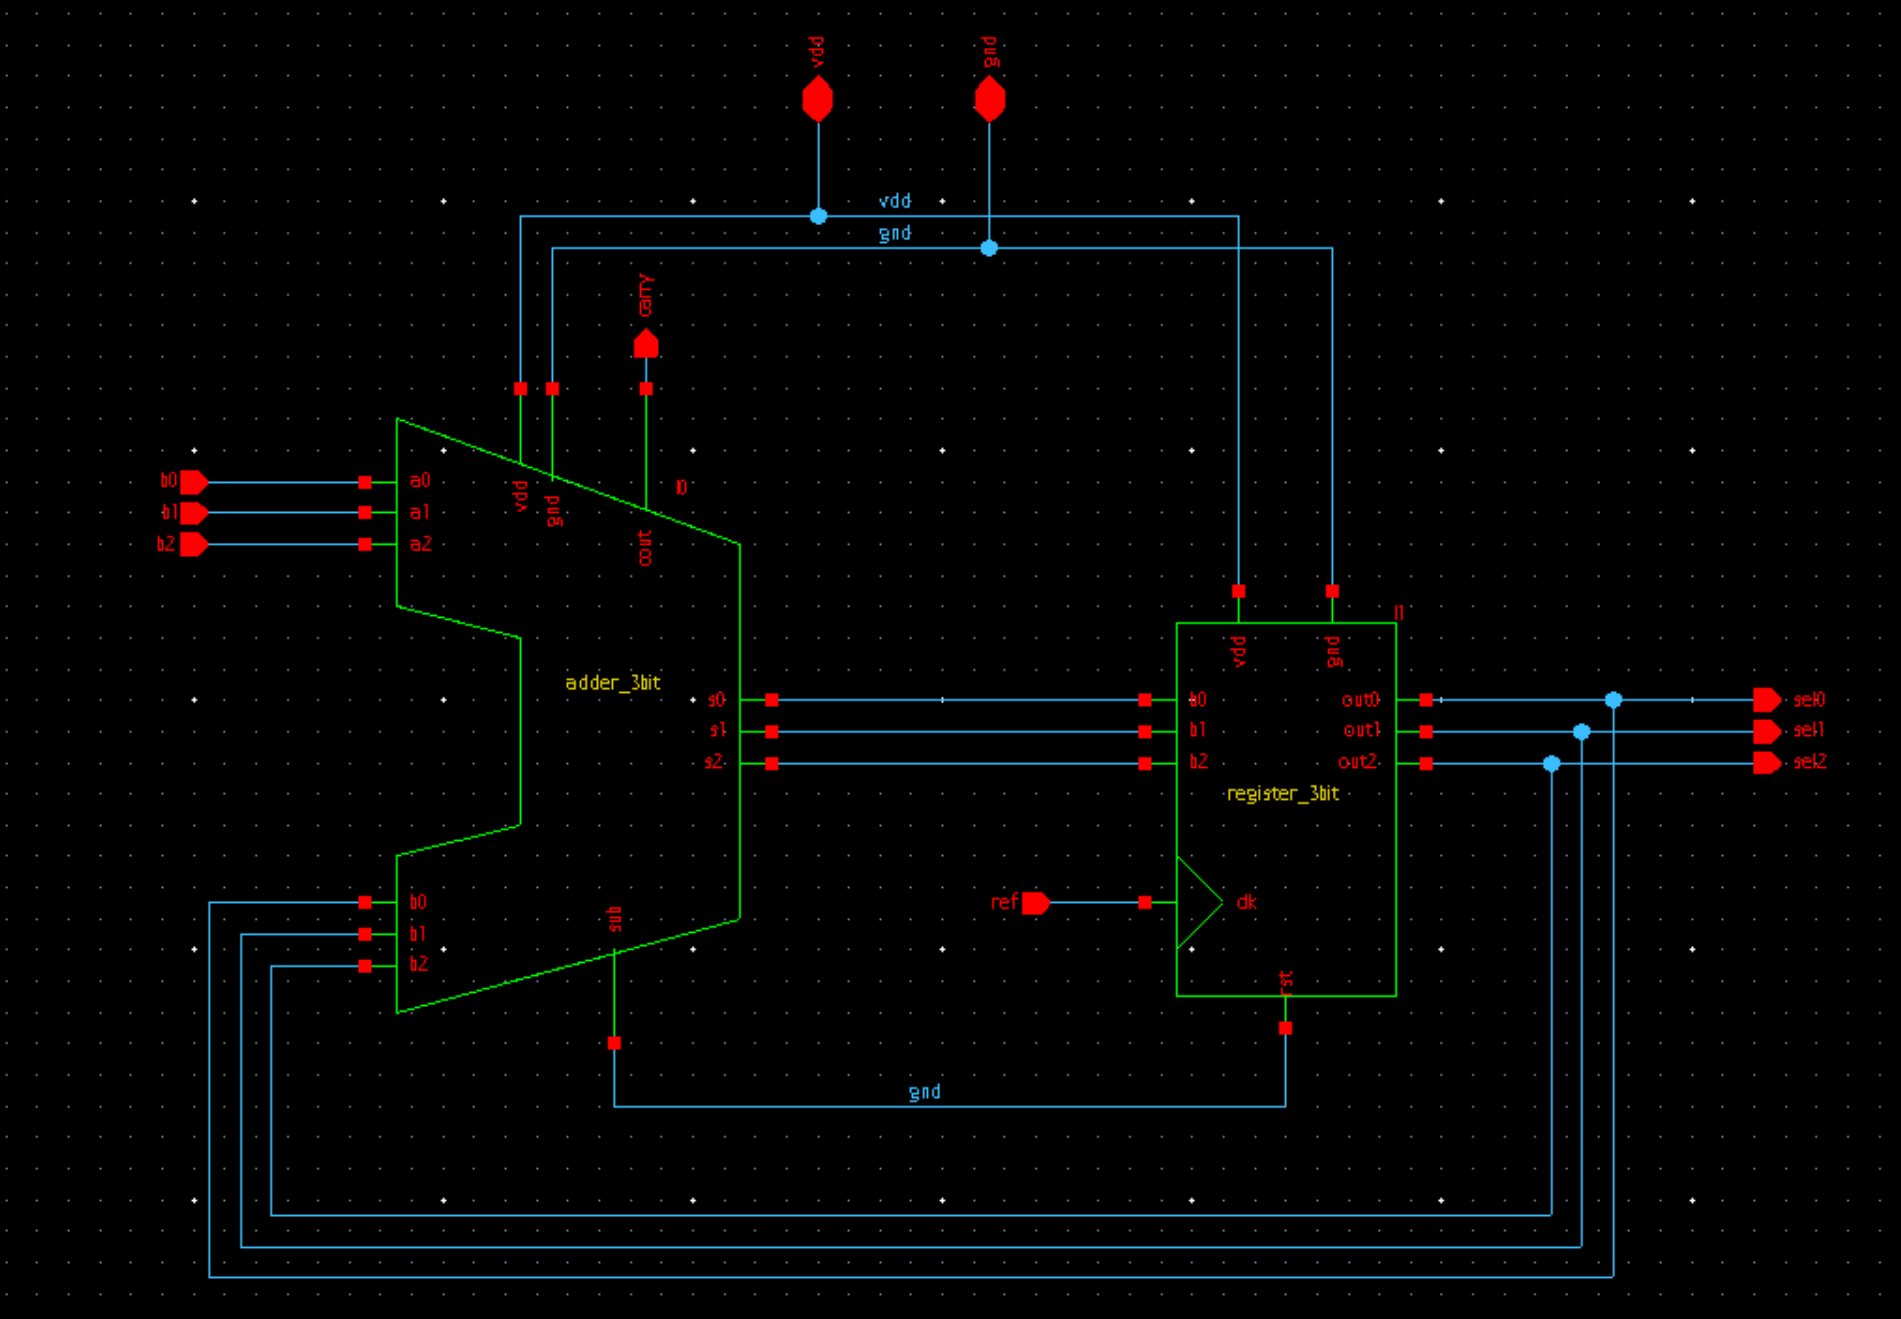 vdd
gnd
vdd
gnd
carry
b0
b1
b2
a0
a1
a2
vdd
gnd
cout
I0
adder_3bit
s0
s1
s2
b0
b1
b2
sub
I1
vdd
gnd
b0
b1
b2
out0
out1
out2
register_3bit
sel0
sel1
sel2
ref
clk
rst
gnd